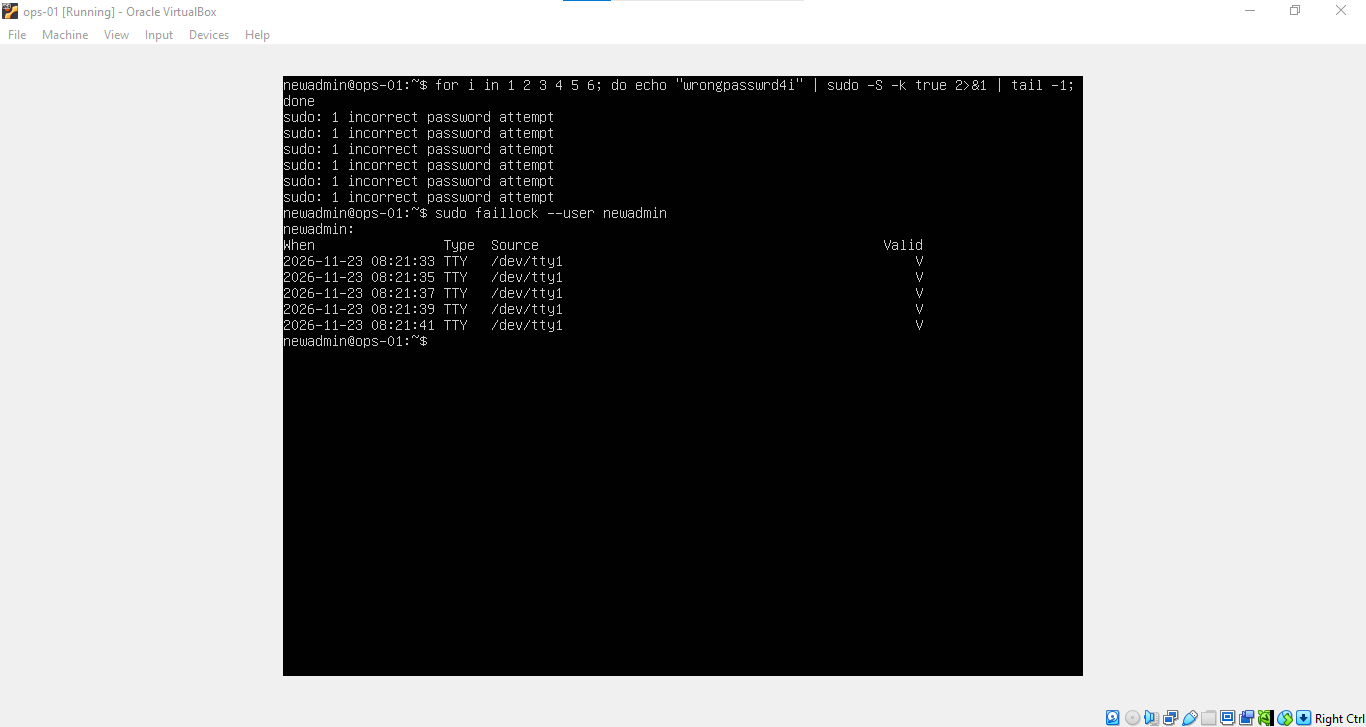 ops-01 [Running] - Oracle VirtualBox
File Machine View Input Devices Help
newadmin@ops-01:~$ for i in 1 2 3 4 5 6; do echo "wrongpasswrd4i" | sudo -S -k true 2>&1 | tail -1;
done
sudo: 1 incorrect password attempt
sudo: 1 incorrect password attempt
sudo: 1 incorrect password attempt
sudo: 1 incorrect password attempt
sudo: 1 incorrect password attempt
sudo: 1 incorrect password attempt
newadmin@ops-01:~$ sudo faillock --user newadmin
newadmin:
When Type Source Valid
2026-11-23 08:21:33 TTY /dev/tty1 V
2026-11-23 08:21:35 TTY /dev/tty1 V
2026-11-23 08:21:37 TTY /dev/tty1 V
2026-11-23 08:21:39 TTY /dev/tty1 V
2026-11-23 08:21:41 TTY /dev/tty1 V
newadmin@ops-01:~$
Right Ctrl